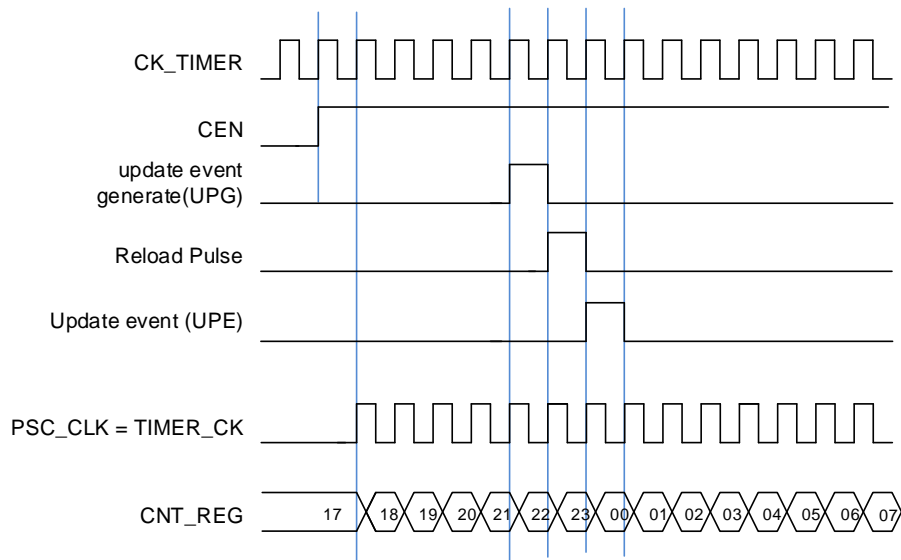 CK_TIMER
CEN
update event
generate(UPG)
Reload Pulse
Update event (UPE)
PSC_CLK = TIMER_CK
CNT_REG 17 18 19 20 21 22 23 00 01 02 03 04 05 06 07